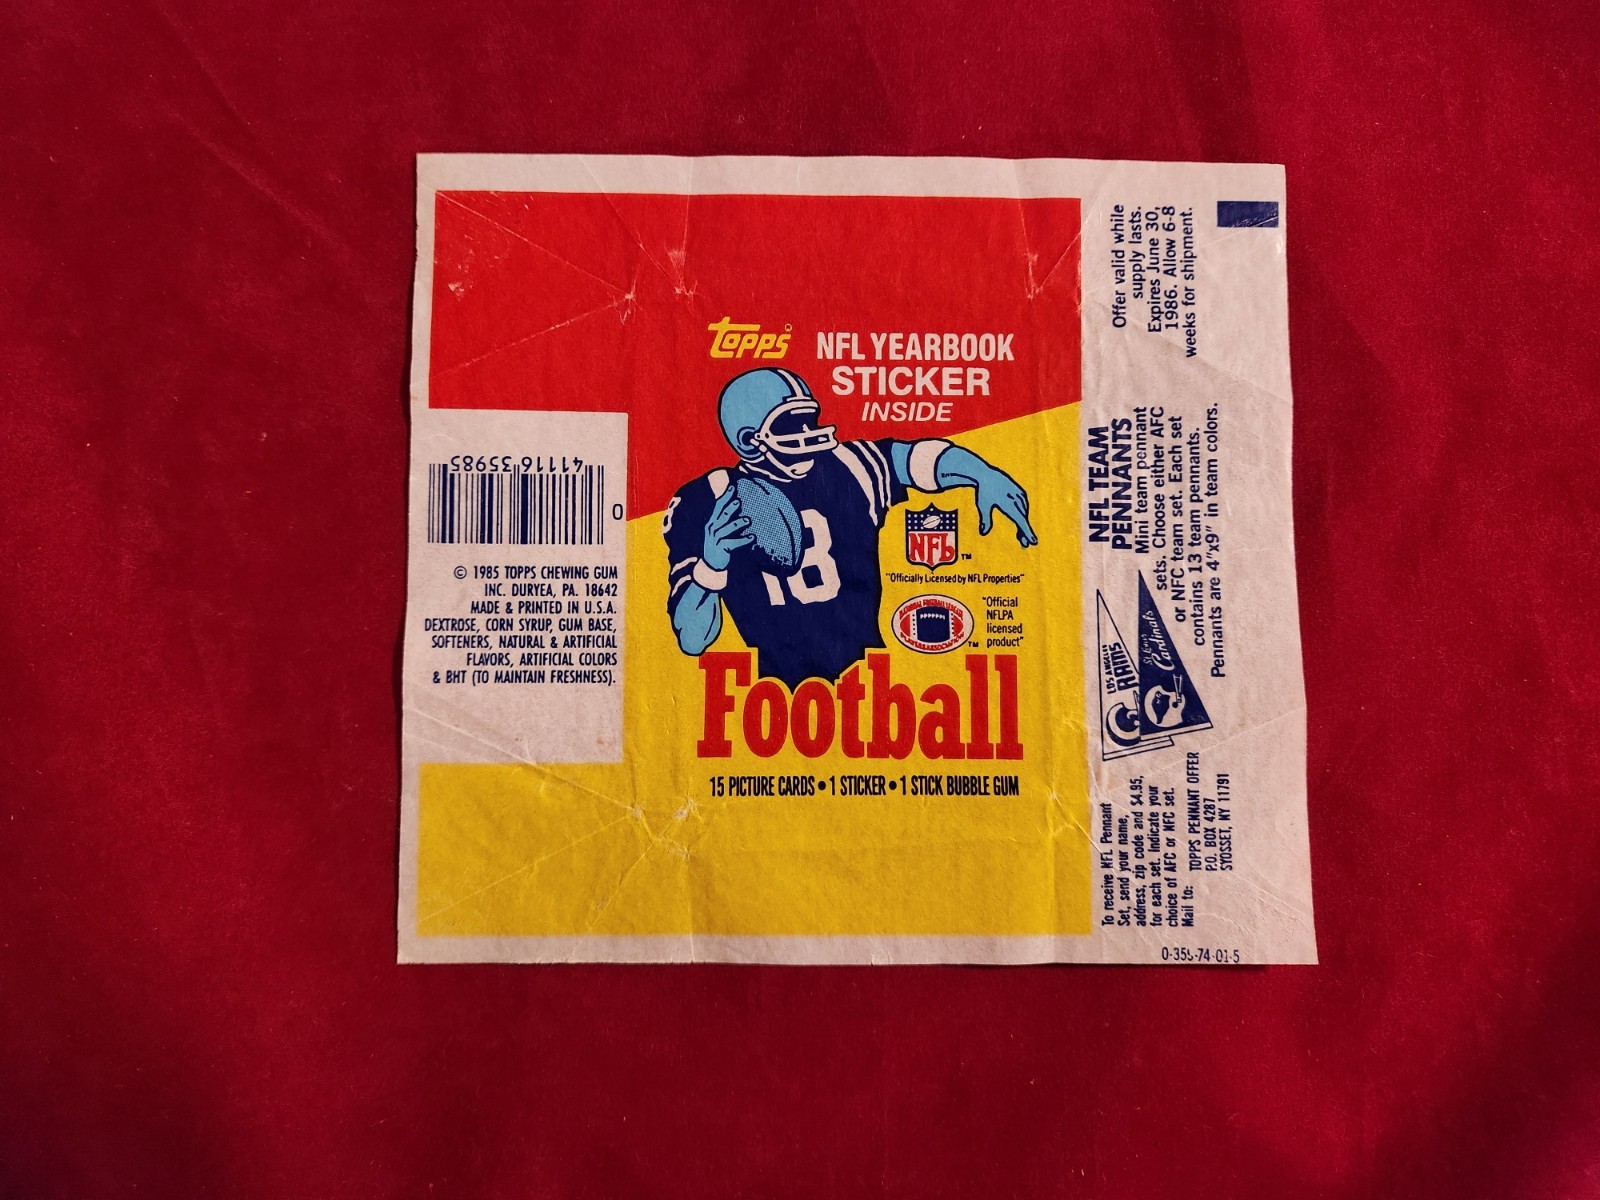 Topps
NFL YEARBOOK
STICKER
INSIDE
18
8
NFL
TM
"Officially Licensed by NFL Properties"
"Official
NFLPA
licensed
product"
TM
Football
15 PICTURE CARDS • 1 STICKER • 1 STICK BUBBLE GUM
0 41116 35985
© 1985 TOPPS CHEWING GUM
INC. DURYEA, PA. 18642
MADE & PRINTED IN U.S.A.
DEXTROSE, CORN SYRUP, GUM BASE,
SOFTENERS, NATURAL & ARTIFICIAL
FLAVORS, ARTIFICIAL COLORS
& BHT (TO MAINTAIN FRESHNESS).
NFL TEAM
PENNANTS
Mini team pennant
sets. Choose either AFC
or NFC team set. Each set
contains 13 team pennants.
Pennants are 4"x9" in team colors.
LOS ANGELES
RAMS
St. Louis
Cardinals
To receive NFL Pennant
Set, send your name,
address, zip code and $4.95,
for each set. Indicate your
choice of AFC or NFC set.
Mail to: TOPPS PENNANT OFFER
P.O. BOX 4287
SYOSSET, NY 11791
Offer valid while
supply lasts.
Expires June 30,
1986. Allow 6-8
weeks for shipment.